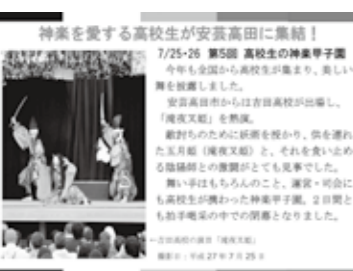 神楽を愛する高校生が安芸高田に集結！
7/25・26 第5回 高校生の神楽甲子園
今年も全国から高校生が集まり、美しい
舞を披露しました。
安芸高田市からは吉田高校が出場し、
「滝夜叉姫」を熱演。
敵討ちのために妖術を授かり、供を連れ
た五月姫（滝夜叉姫）と、それを食い止め
る陰陽師との激闘がとても見事でした。
舞い手はもちろんのこと、運営・司会に
も高校生が携わった神楽甲子園。2日間と
も拍手喝采の中での閉幕となりました。
←吉田高校の演目「滝夜叉姫」
撮影日：平成27年7月25日